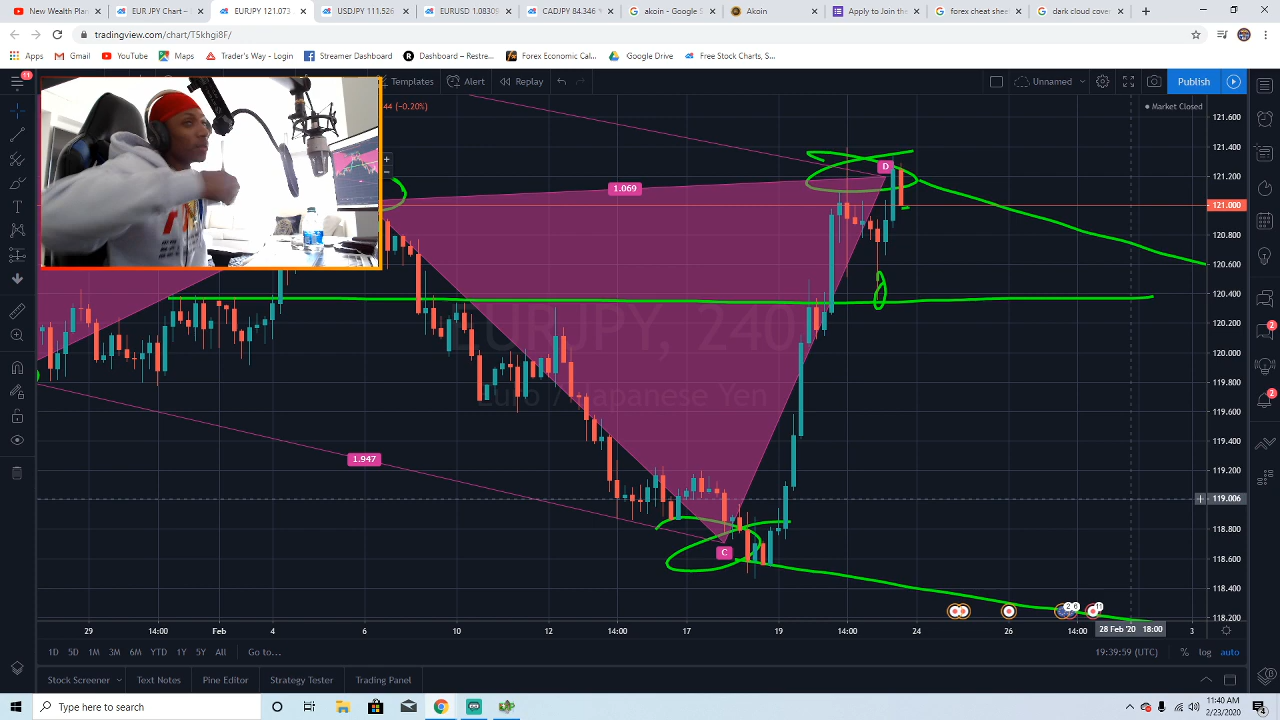 New Wealth Plan
EUR JPY Chart –
EURJPY 121.073
USDJPY 111.526
EURUSD 1.0830
CADJPY 84.346
acoin - Google S
Akoin
Apply to Join th
forex cheat shee
dark cloud cove
tradingview.com/chart/T5khgi8F/
Apps
Gmail
YouTube
Maps
Trader's Way - Login
Streamer Dashboard
Dashboard – Restre...
Forex Economic Cal...
Google Drive
Free Stock Charts, S...
11
Templates
Alert
Replay
Unnamed
Publish
44 (−0.20%)
Market Closed
121.600
121.400
D
121.200
1.069
121.000
120.800
120.600
120.400
EURJPY, 240
120.200
120.000
Euro / Japanese Yen
119.800
119.600
119.400
1.947
119.200
119.006
118.800
C
118.600
118.400
118.200
2
2
29
14:00
Feb
4
6
10
12
14:00
17
19
14:00
24
26
14:00
28 Feb '20 18:00
3
1D
5D
1M
3M
6M
YTD
1Y
5Y
All
Go to...
19:39:59 (UTC)
%
log
auto
Stock Screener
Text Notes
Pine Editor
Strategy Tester
Trading Panel
Type here to search
11:40 AM
2/23/2020